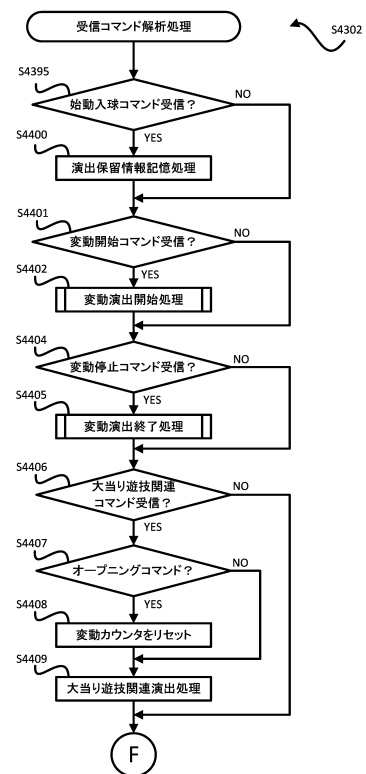 受信コマンド解析処理
S4302
S4395
始動入球コマンド受信？
NO
YES
S4400
演出保留情報記憶処理
S4401
変動開始コマンド受信？
NO
YES
S4402
変動演出開始処理
S4404
変動停止コマンド受信？
NO
YES
S4405
変動演出終了処理
S4406
大当り遊技関連
コマンド受信？
NO
YES
S4407
オープニングコマンド？
NO
YES
S4408
変動カウンタをリセット
S4409
大当り遊技関連演出処理
F